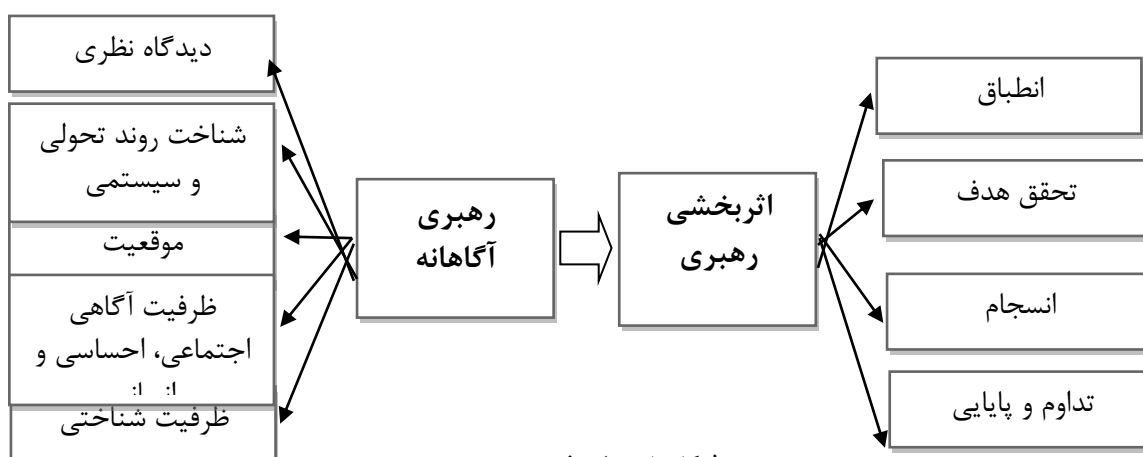 دیدگاه نظری
شناخت روند تحولی
و سیستمی
موقعیت
ظرفیت آگاهی
اجتماعی، احساسی و
ظرفیت شناختی
رهبری
آگاهانه
اثربخشی
رهبری
انطباق
تحقق هدف
انسجام
تداوم و پایایی